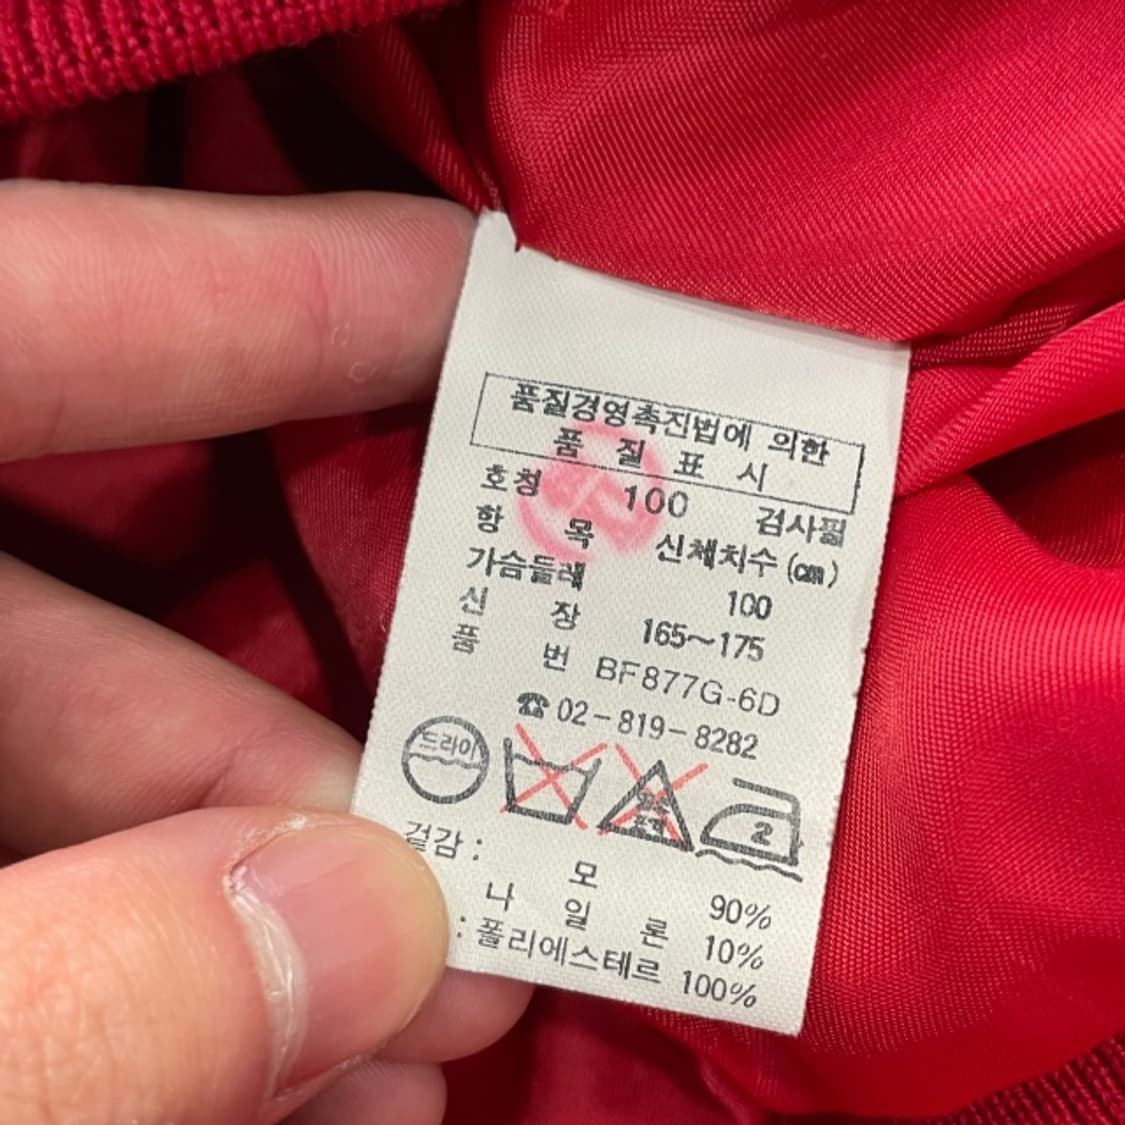 품질경영촉진법에 의한
품 질 표 시
호칭 100 검사필
항 목 신체치수(cm)
가슴둘레 100
신 장 165~175
품 번 BF877G-6D
☎ 02-819-8282
드라이
2
겉감: 모 90%
나 일 론 10%
: 폴리에스테르 100%